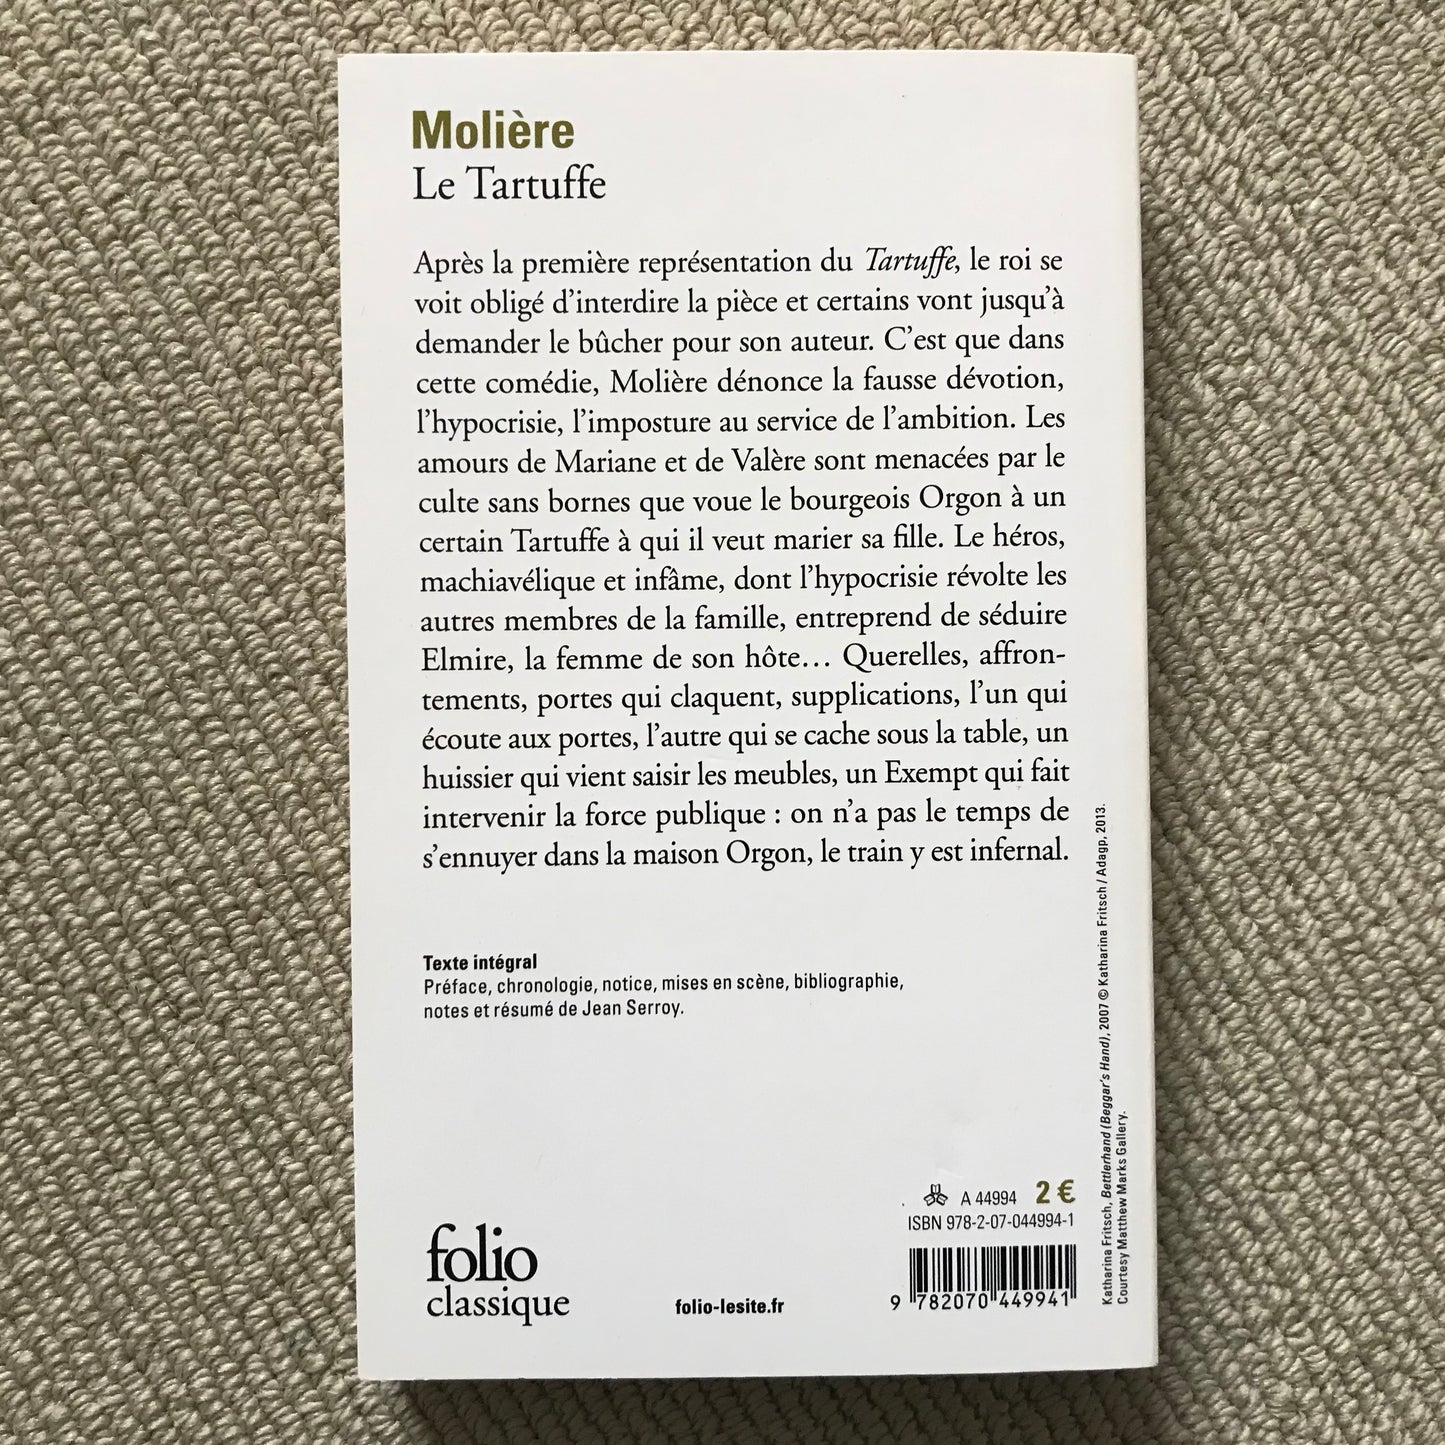 Molière
Le Tartuffe
Après la première représentation du Tartuffe, le roi se
voit obligé d’interdire la pièce et certains vont jusqu’à
demander le bûcher pour son auteur. C’est que dans
cette comédie, Molière dénonce la fausse dévotion,
l’hypocrisie, l’imposture au service de l’ambition. Les
amours de Mariane et de Valère sont menacées par le
culte sans bornes que voue le bourgeois Orgon à un
certain Tartuffe à qui il veut marier sa fille. Le héros,
machiavélique et infâme, dont l’hypocrisie révolte les
autres membres de la famille, entreprend de séduire
Elmire, la femme de son hôte… Querelles, affron-
tements, portes qui claquent, supplications, l’un qui
écoute aux portes, l’autre qui se cache sous la table, un
huissier qui vient saisir les meubles, un Exempt qui fait
intervenir la force publique : on n’a pas le temps de
s’ennuyer dans la maison Orgon, le train y est infernal.
Texte intégral
Préface, chronologie, notice, mises en scène, bibliographie,
notes et résumé de Jean Serroy.
folio
classique
folio-lesite.fr
A 44994 2 €
ISBN 978-2-07-044994-1
9 782070 449941
Katharina Fritsch, Bettlerhand (Beggar’s Hand), 2007 © Katharina Fritsch / Adagp, 2013.
Courtesy Matthew Marks Gallery.